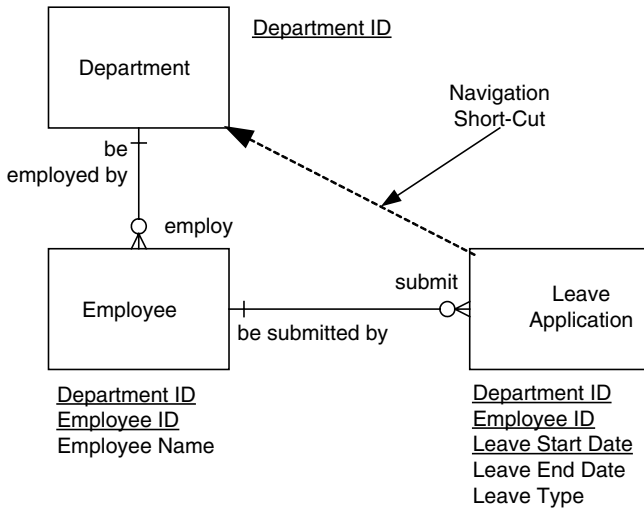 Department ID
Department
Navigation
Short-Cut
be
employed by
employ
submit
Employee
Leave
Application
be submitted by
Department ID
Employee ID
Employee Name
Department ID
Employee ID
Leave Start Date
Leave End Date
Leave Type